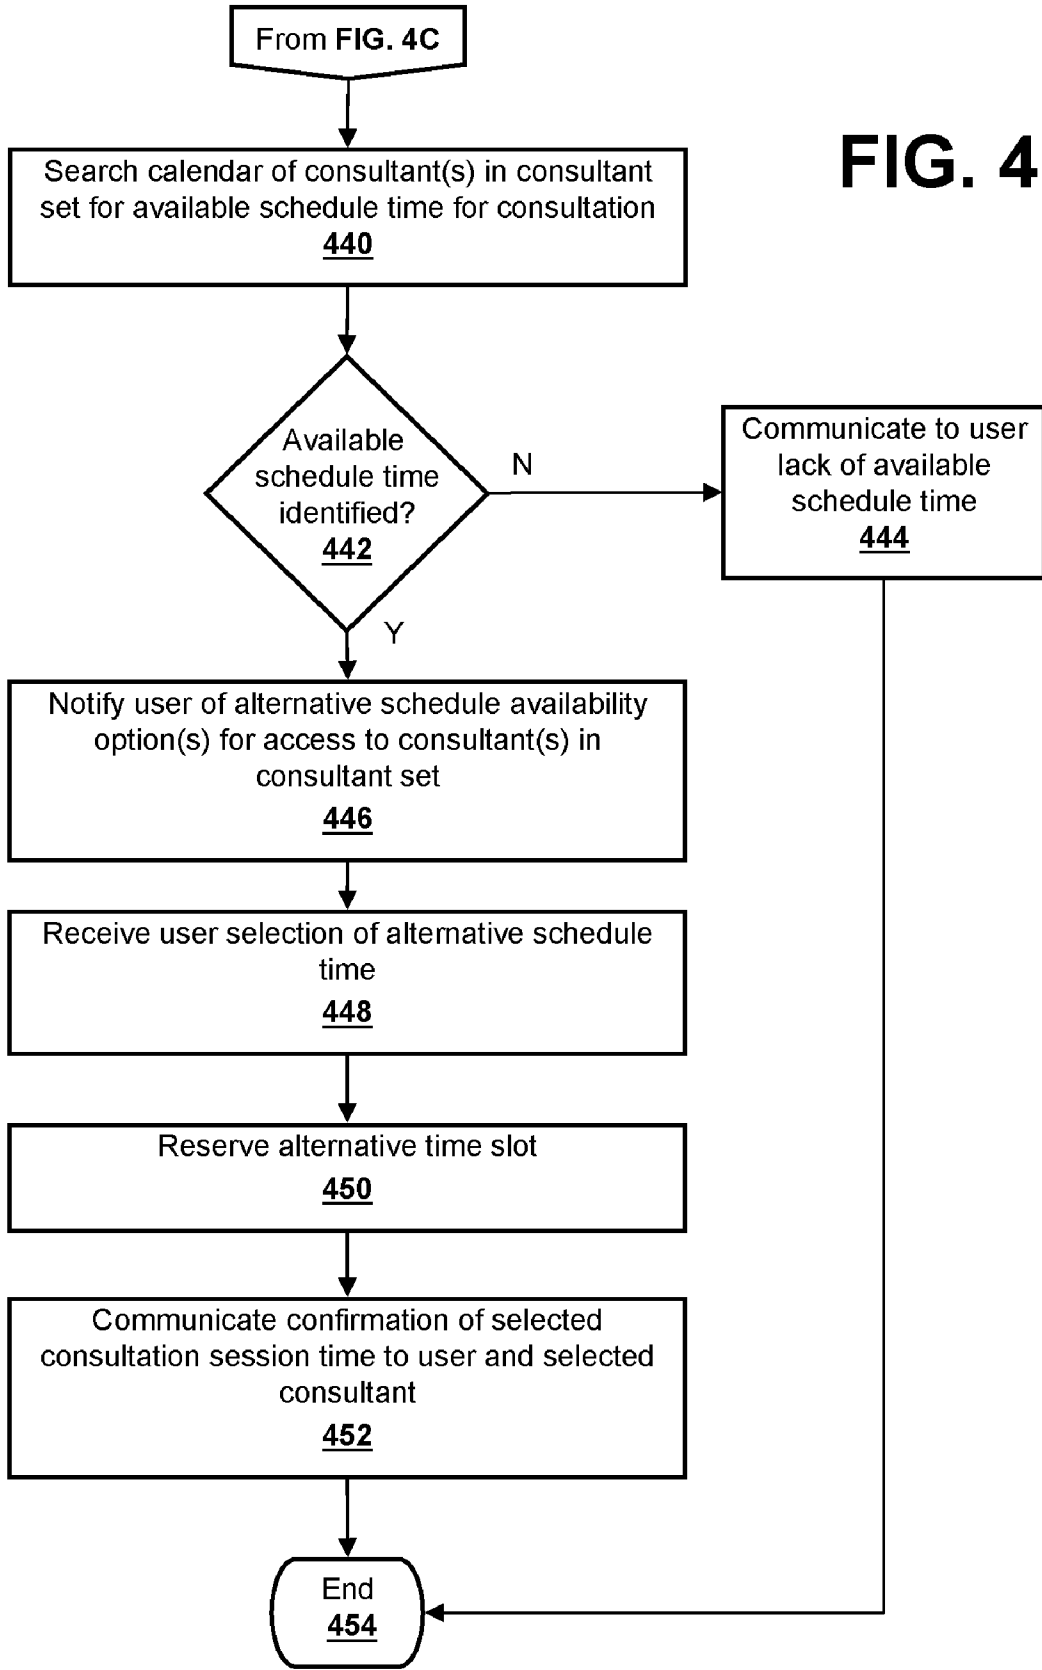 From FIG. 4C
FIG. 4
Search calendar of consultant(s) in consultant
set for available schedule time for consultation
440
Available
schedule time
identified?
442
N
Y
Communicate to user
lack of available
schedule time
444
Notify user of alternative schedule availability
option(s) for access to consultant(s) in
consultant set
446
Receive user selection of alternative schedule
time
448
Reserve alternative time slot
450
Communicate confirmation of selected
consultation session time to user and selected
consultant
452
End
454